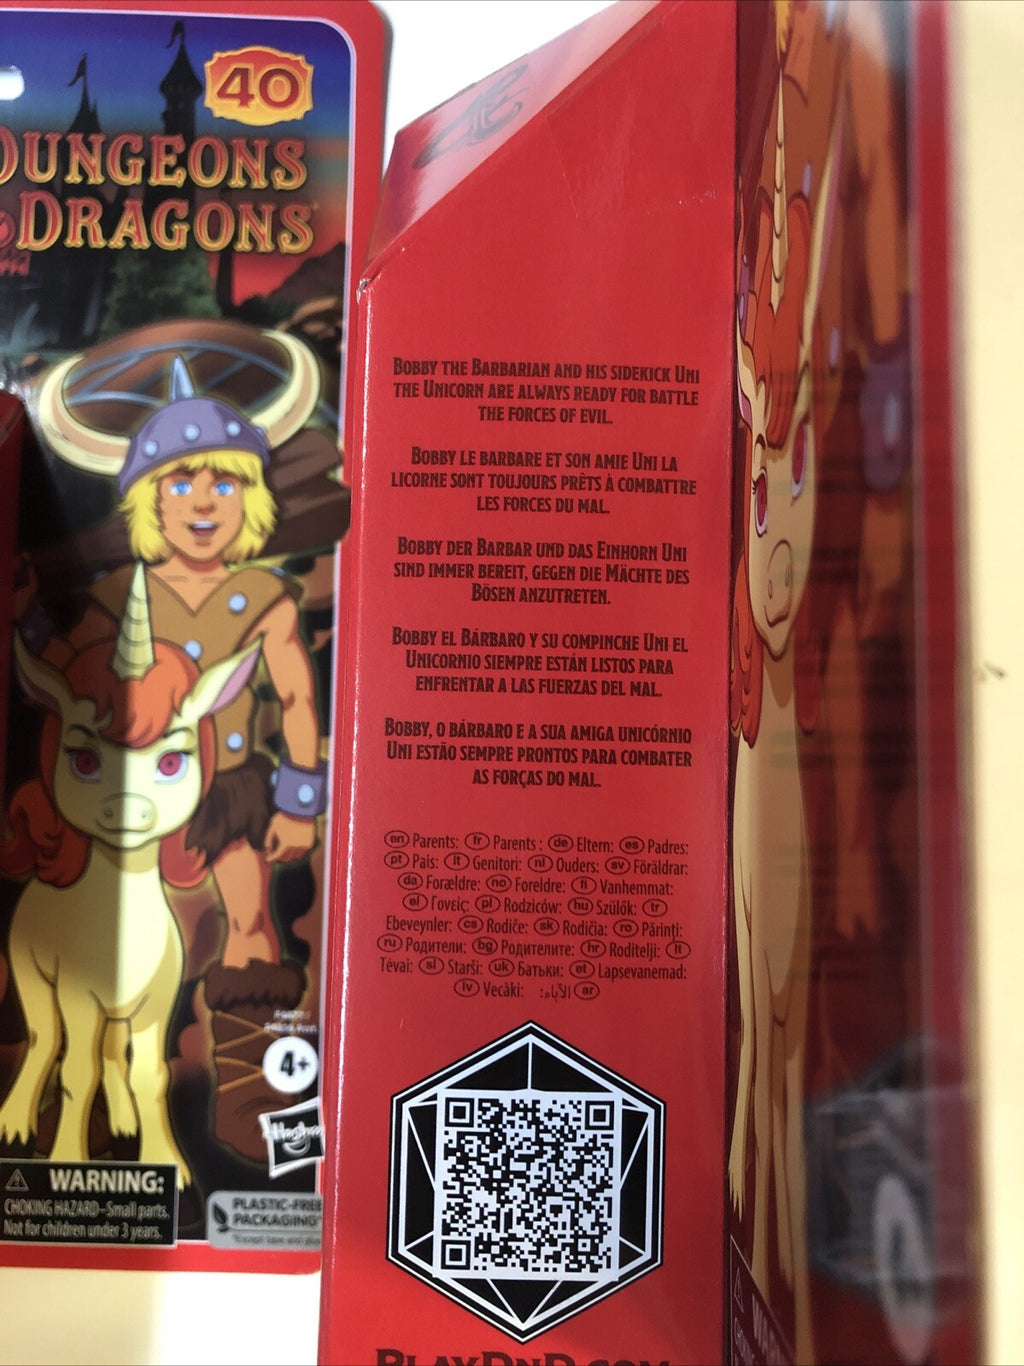 40
DUNGEONS
DRAGONS
4+
Hasbro
WARNING:
CHOKING HAZARD–Small parts.
Not for children under 3 years.
PLASTIC-FREE
PACKAGING
BOBBY THE BARBARIAN AND HIS SIDEKICK UNI
THE UNICORN ARE ALWAYS READY FOR BATTLE
THE FORCES OF EVIL.
BOBBY LE BARBARE ET SON AMIE UNI LA
LICORNE SONT TOUJOURS PRÊTS À COMBATTRE
LES FORCES DU MAL.
BOBBY DER BARBAR UND DAS EINHORN UNI
SIND IMMER BEREIT, GEGEN DIE MÄCHTE DES
BÖSEN ANZUTRETEN.
BOBBY EL BÁRBARO Y SU COMPINCHE UNI EL
UNICORNIO SIEMPRE ESTÁN LISTOS PARA
ENFRENTAR A LAS FUERZAS DEL MAL.
BOBBY, O BÁRBARO E A SUA AMIGA UNICÓRNIO
UNI ESTÃO SEMPRE PRONTOS PARA COMBATER
AS FORÇAS DO MAL.
en Parents: fr Parents : de Eltern: es Padres:
pt Pais: it Genitori: nl Ouders: sv Föräldrar:
da Forældre: no Foreldre: fi Vanhemmat:
el Γονείς: pl Rodziców: hu Szülők: tr
Ebeveynler: cs Rodiče: sk Rodičia: ro Părinți:
ru Родители: bg Родителите: hr Roditelji: lt
Tėvai: sl Starši: uk Батьки: et Lapsevanemad:
lv Vecāki: ar الآباء:
PLAYDND.COM